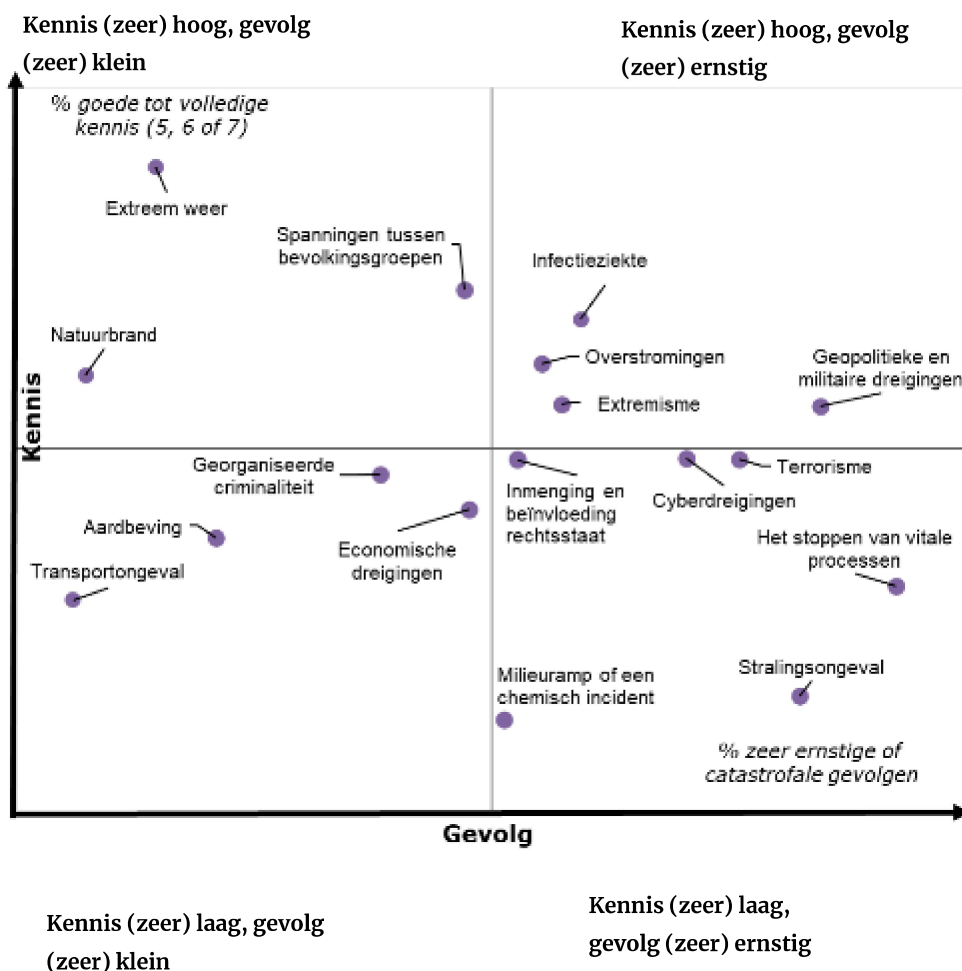 Kennis (zeer) hoog, gevolg
(zeer) klein
Kennis (zeer) hoog, gevolg
(zeer) ernstig
% goede tot volledige
kennis (5, 6 of 7)
Extreem weer
Spanningen tussen
bevolkingsgroepen
Infectieziekte
Natuurbrand
Overstromingen
Geopolitieke en
militaire dreigingen
Extremisme
Kennis
Georganiseerde
criminaliteit
Terrorisme
Inmenging en
beïnvloeding
rechtsstaat
Cyberdreigingen
Aardbeving
Economische
dreigingen
Het stoppen van vitale
processen
Transportongeval
Milieuramp of een
chemisch incident
Stralingsongeval
% zeer ernstige of
catastrofale gevolgen
Gevolg
Kennis (zeer) laag, gevolg
(zeer) klein
Kennis (zeer) laag,
gevolg (zeer) ernstig